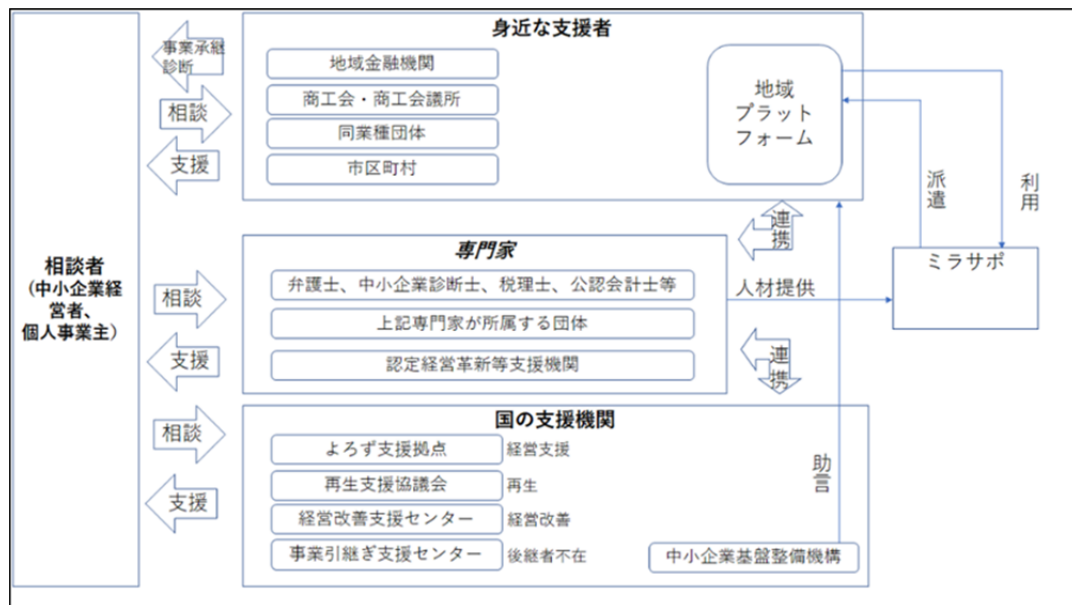 身近な支援者
事業承継
診断
地域金融機関
商工会・商工会議所
相談
同業種団体
支援
市区町村
地域
プラット
フォーム
派遣
利用
連携
ミラサポ
相談者
(中小企業経
営者、
個人事業主)
専門家
相談
弁護士、中小企業診断士、税理士、公認会計士等
人材提供
上記専門家が所属する団体
支援
認定経営革新等支援機関
連携
国の支援機関
相談
よろず支援拠点 経営支援
再生支援協議会 再生
支援
経営改善支援センター 経営改善
事業引継ぎ支援センター 後継者不在
助言
中小企業基盤整備機構